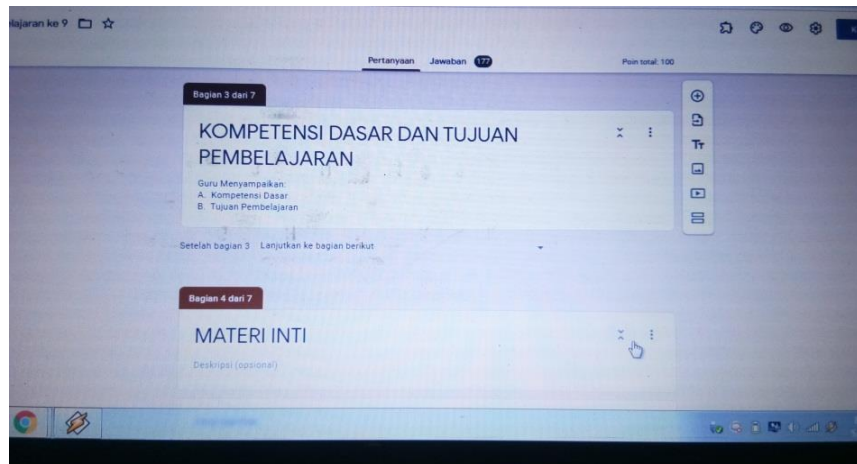 lajaran ke 9
Pertanyaan Jawaban 177 Poin total: 100
Bagian 3 dari 7
KOMPETENSI DASAR DAN TUJUAN
PEMBELAJARAN
Guru Menyampaikan:
A. Kompetensi Dasar
B. Tujuan Pembelajaran
Tт
Setelah bagian 3 Lanjutkan ke bagian berikut
Bagian 4 dari 7
MATERI INTI
Deskripsi (opsional)